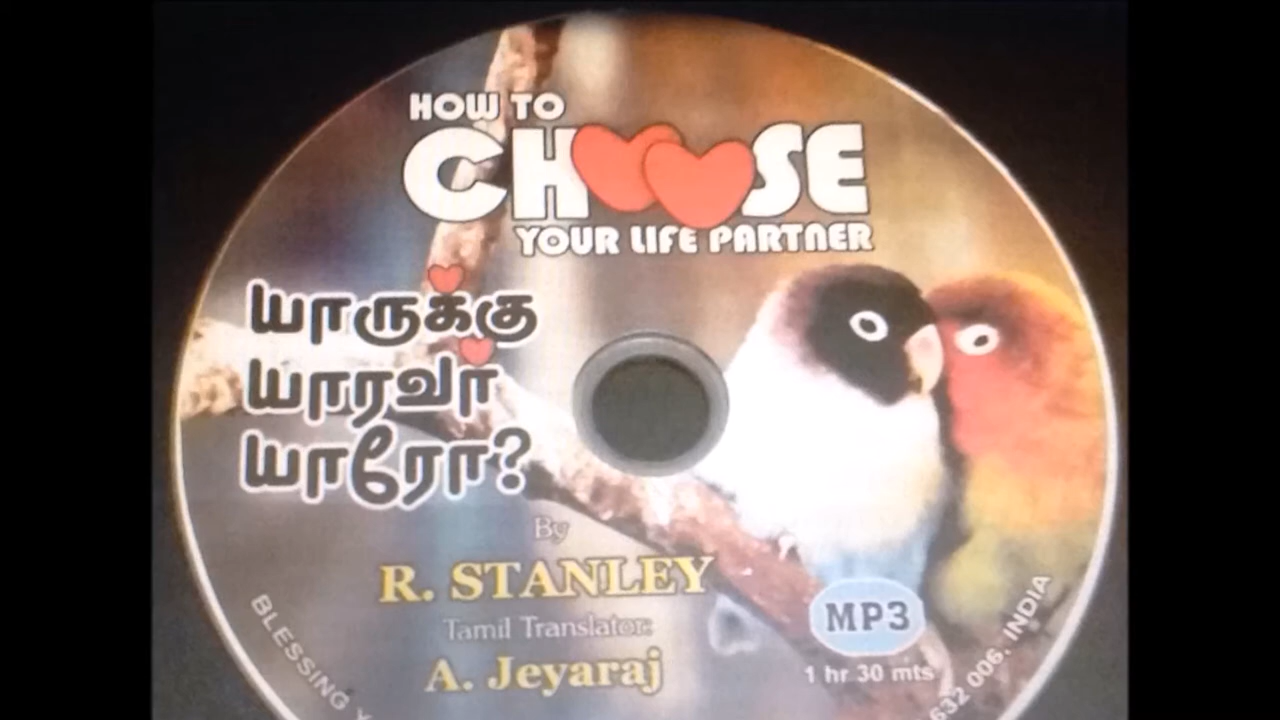 HOW TO
CHOOSE
YOUR LIFE PARTNER
யாருக்கு
யாரவர்
யாரோ?
By
R. STANLEY
Tamil Translator:
A. Jeyaraj
MP3
1 hr 30 mts
BLESSING
632 006. INDIA